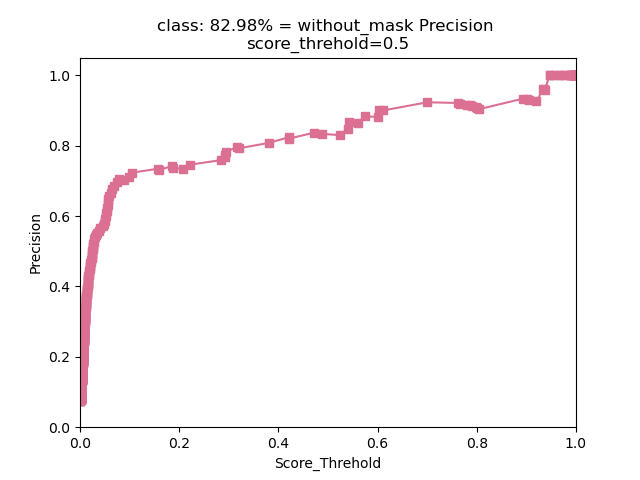 class: 82.98% = without_mask Precision
score_threhold=0.5
1.0
0.8
0.6
0.4
0.2
0.0
Precision
0.0 0.2 0.4 0.6 0.8 1.0
Score_Threhold